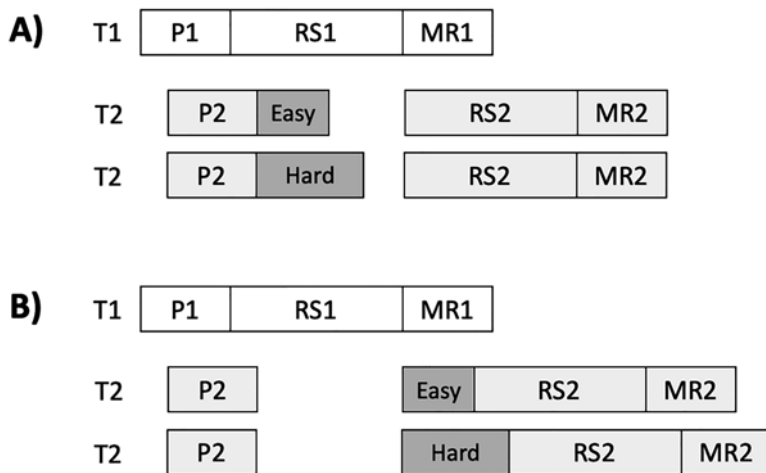 A) T1 P1 RS1 MR1
T2 P2 Easy RS2 MR2
T2 P2 Hard RS2 MR2
B) T1 P1 RS1 MR1
T2 P2 Easy RS2 MR2
T2 P2 Hard RS2 MR2